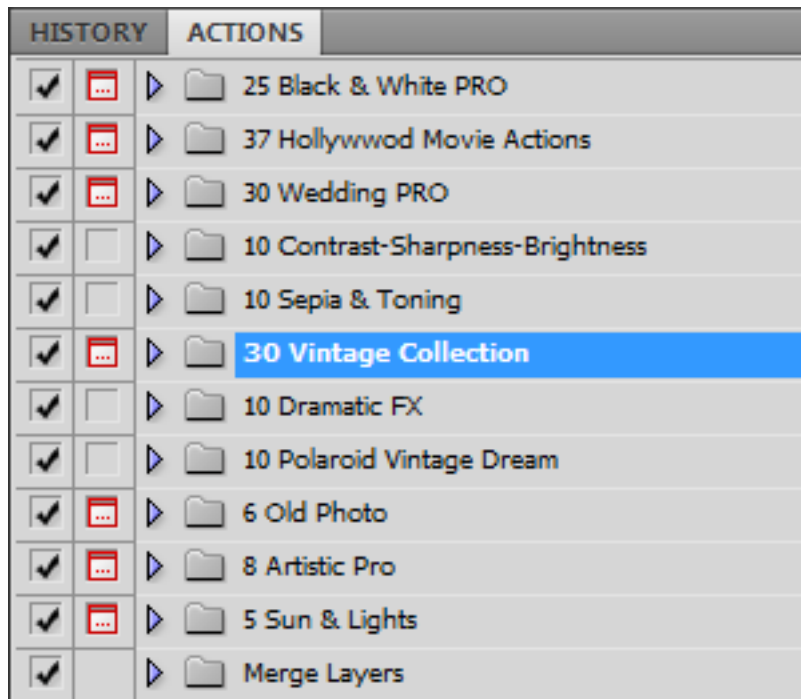 HISTORY ACTIONS
25 Black & White PRO
37 Hollywwod Movie Actions
30 Wedding PRO
10 Contrast-Sharpness-Brightness
10 Sepia & Toning
30 Vintage Collection
10 Dramatic FX
10 Polaroid Vintage Dream
6 Old Photo
8 Artistic Pro
5 Sun & Lights
Merge Layers